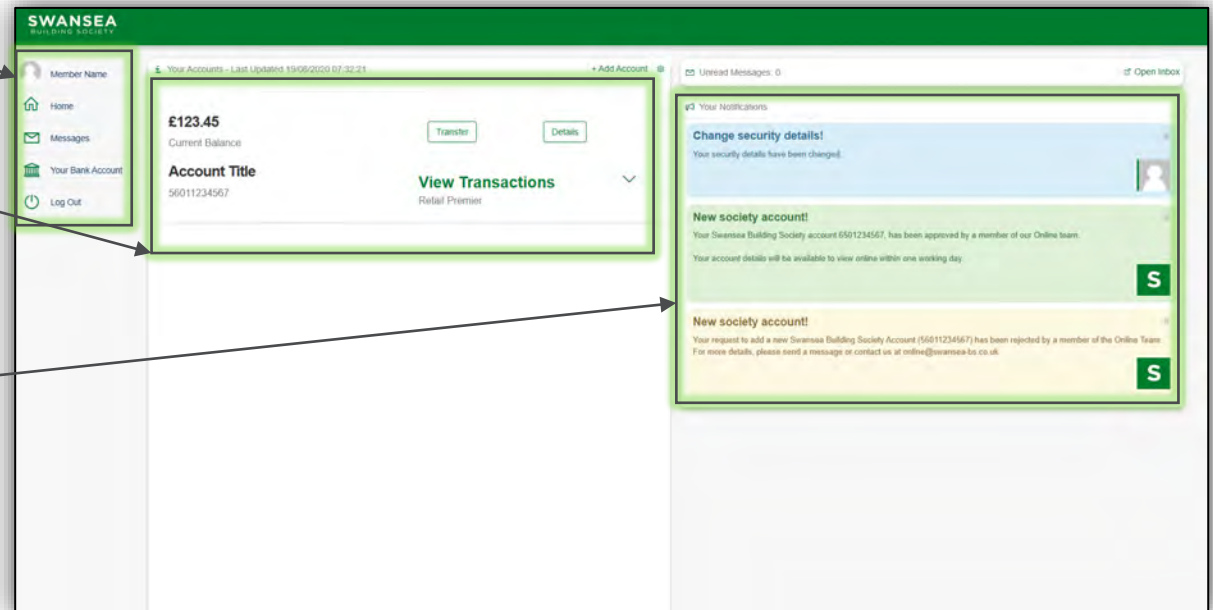 SWANSEA
BUILDING SOCIETY
Member Name
Home
Messages
Your Bank Account
Log Out
£ Your Accounts - Last Updated 19/06/2020 07:32:21
+ Add Account
£123.45
Current Balance
Transfer
Details
Account Title
56011234567
View Transactions
Retail Premier
Unread Messages: 0
Open Inbox
Your Notifications
Change security details!
Your security details have been changed.
New society account!
Your Swansea Building Society account 6501234567, has been approved by a member of our Online team.
Your account details will be available to view online within one working day.
S
New society account!
Your request to add a new Swansea Building Society Account (56011234567) has been rejected by a member of the Online Team.
For more details, please send a message or contact us at online@swansea-bs.co.uk
S